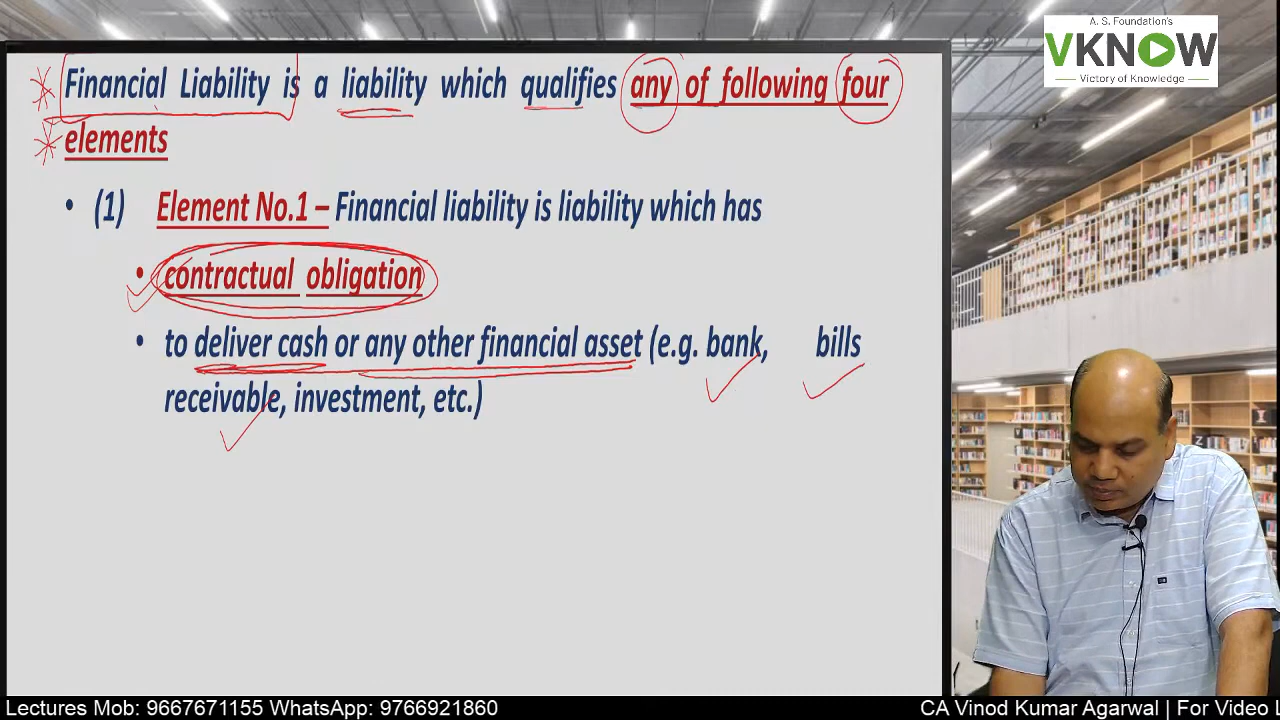 A. S. Foundation's
VKNOW
Victory of Knowledge
Financial Liability is a liability which qualifies any of following four
elements
• (1) Element No.1 – Financial liability is liability which has
• contractual obligation
• to deliver cash or any other financial asset (e.g. bank, bills
receivable, investment, etc.)
Lectures Mob: 9667671155 WhatsApp: 9766921860
CA Vinod Kumar Agarwal | For Video L